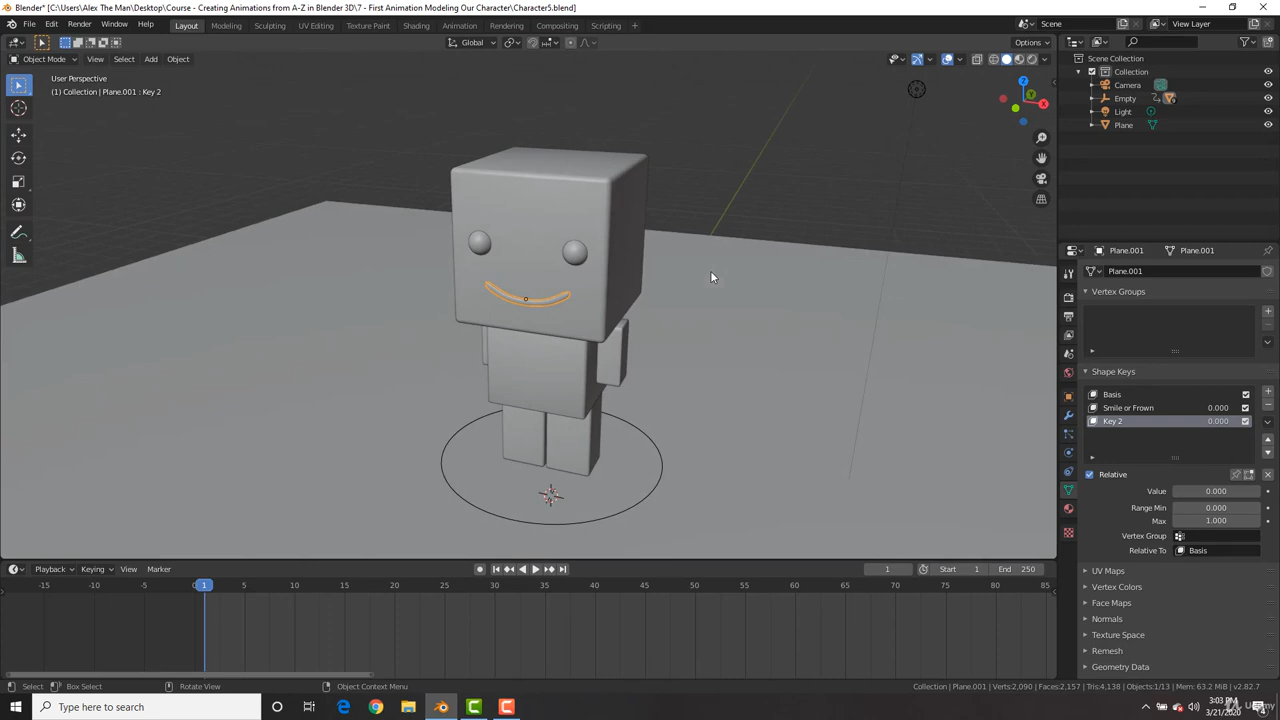 Blender* [C:\Users\Alex The Man\Desktop\Course - Creating Animations from A-Z in Blender 3D\7 - First Animation Modeling Our Character\Character5.blend]
File Edit Render Window Help Layout Modeling Sculpting UV Editing Texture Paint Shading Animation Rendering Compositing Scripting + Scene View Layer
Global Options
Object Mode View Select Add Object
User Perspective
(1) Collection | Plane.001 : Key 2
Z
Y
X
Scene Collection
Collection
Camera
Empty
Light
Plane
Plane.001 Plane.001
Plane.001
Vertex Groups
Shape Keys
Basis
Smile or Frown 0.000
Key 2 0.000
Relative
Value 0.000
Range Min 0.000
Max 1.000
Vertex Group
Relative To Basis
UV Maps
Vertex Colors
Face Maps
Normals
Texture Space
Remesh
Geometry Data
Playback Keying View Marker 1 Start 1 End 250
-15 -10 -5 0 1 5 10 15 20 25 30 35 40 45 50 55 60 65 70 75 80 85
Select Box Select Rotate View Object Context Menu Collection | Plane.001 | Verts:2,090 | Faces:2,157 | Tris:4,138 | Objects:1/13 | Mem: 63.2 MiB | v2.82.7
Type here to search
3:03 PM
3/21/2020
Udemy